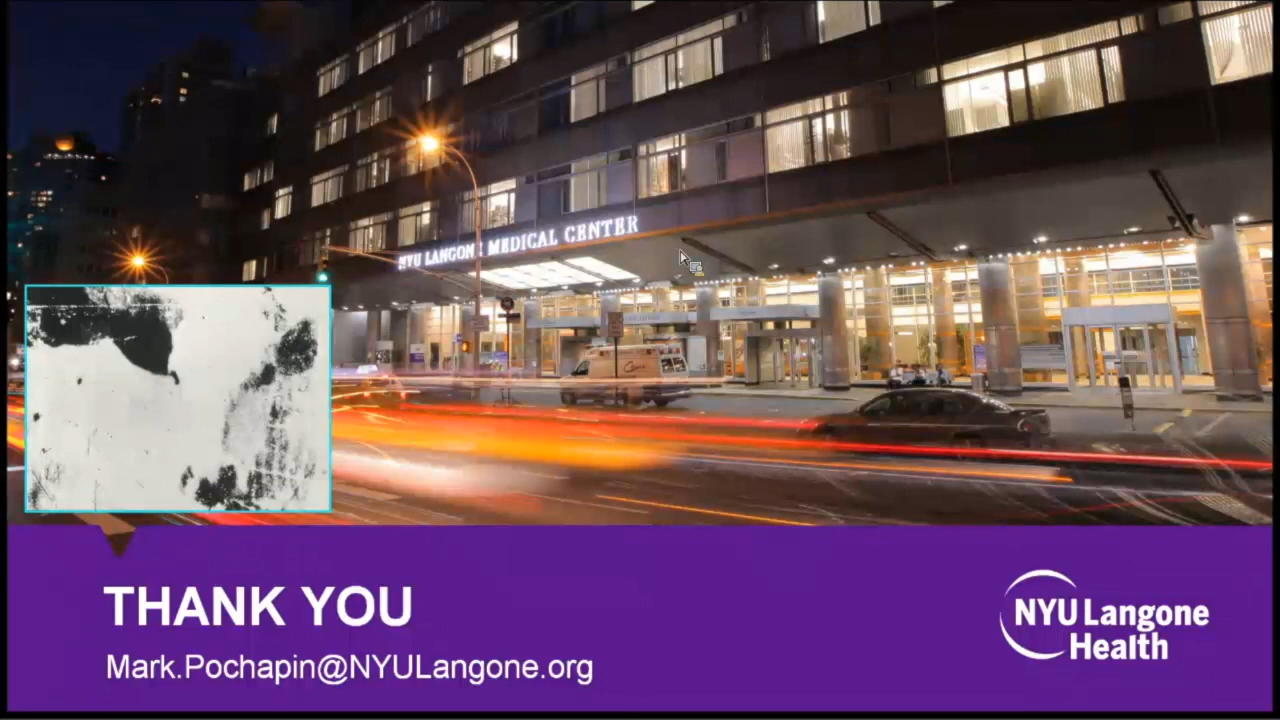 NYU LANGONE MEDICAL CENTER
THANK YOU
Mark.Pochapin@NYULangone.org
NYU Langone
Health